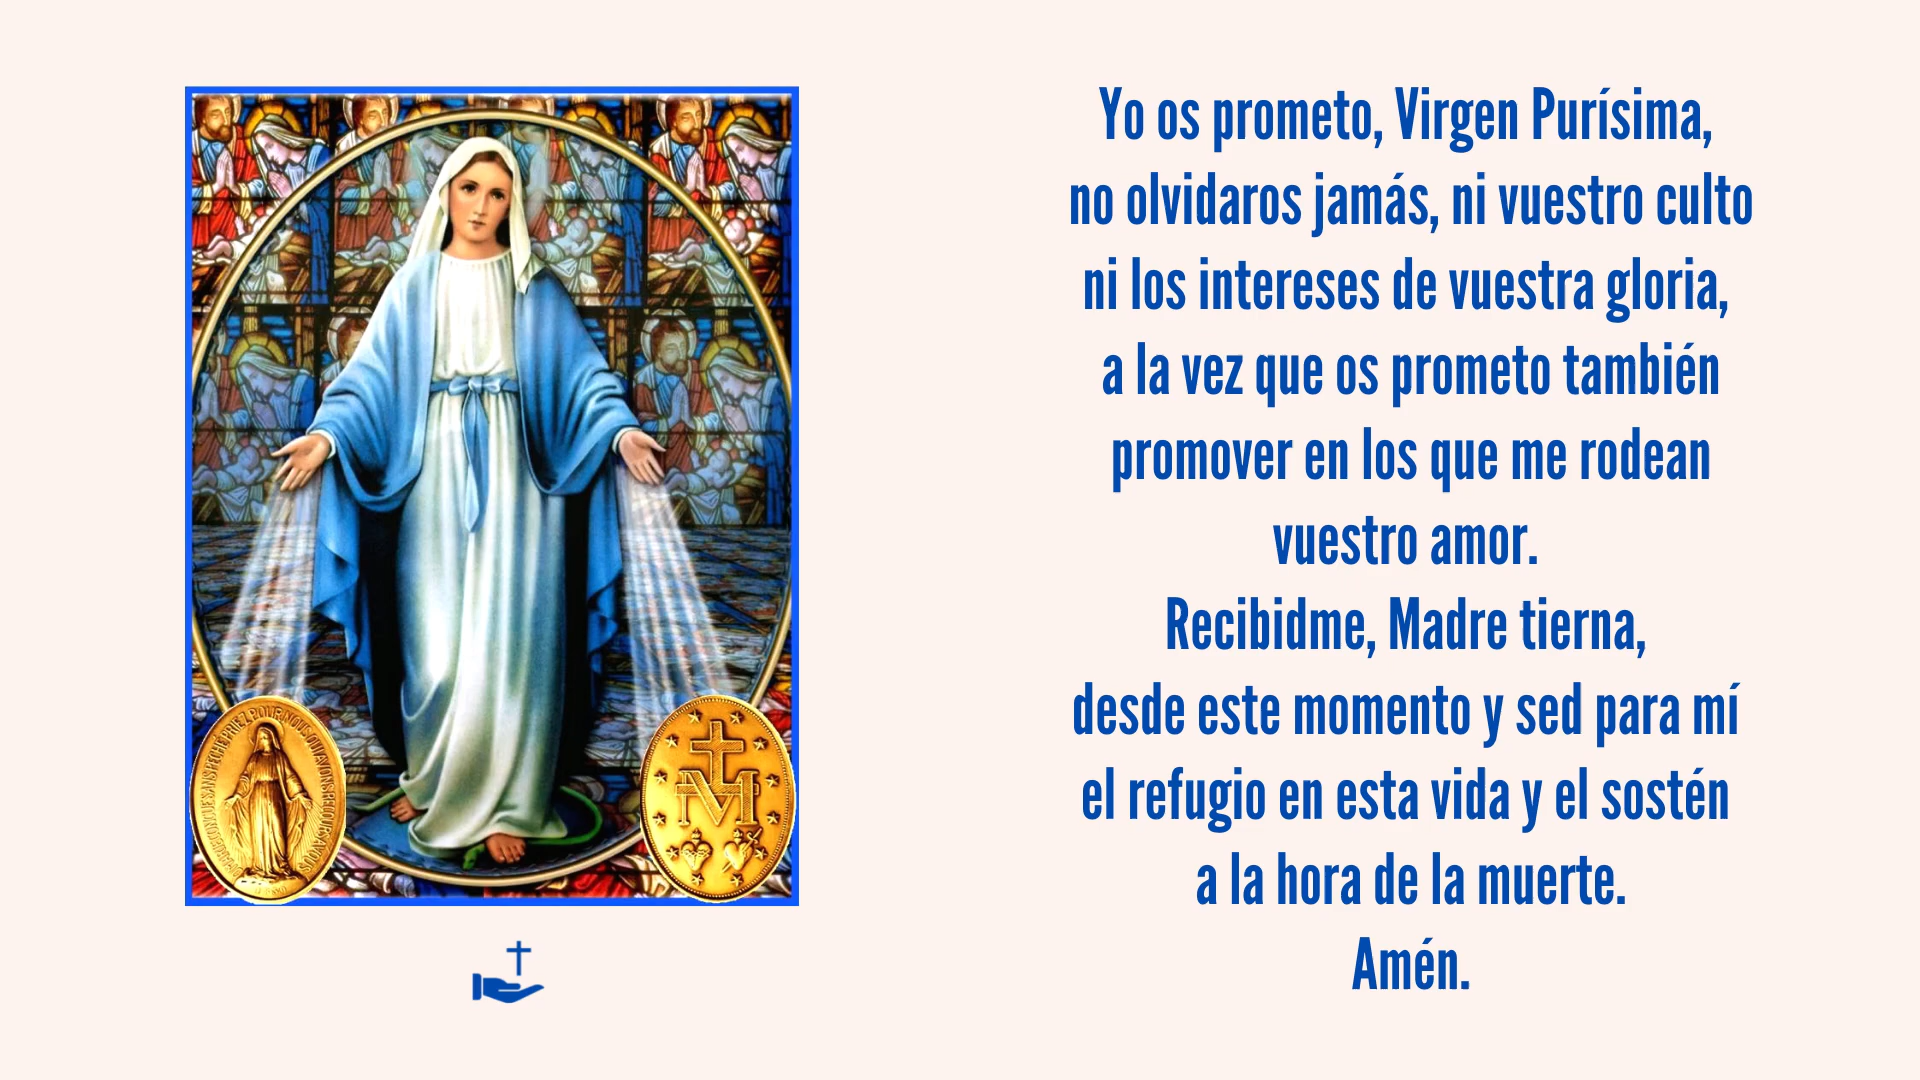 Yo os prometo, Virgen Purísima,
no olvidaros jamás, ni vuestro culto
ni los intereses de vuestra gloria,
a la vez que os prometo también
promover en los que me rodean
vuestro amor.
Recibidme, Madre tierna,
desde este momento y sed para mí
el refugio en esta vida y el sostén
a la hora de la muerte.
Amén.